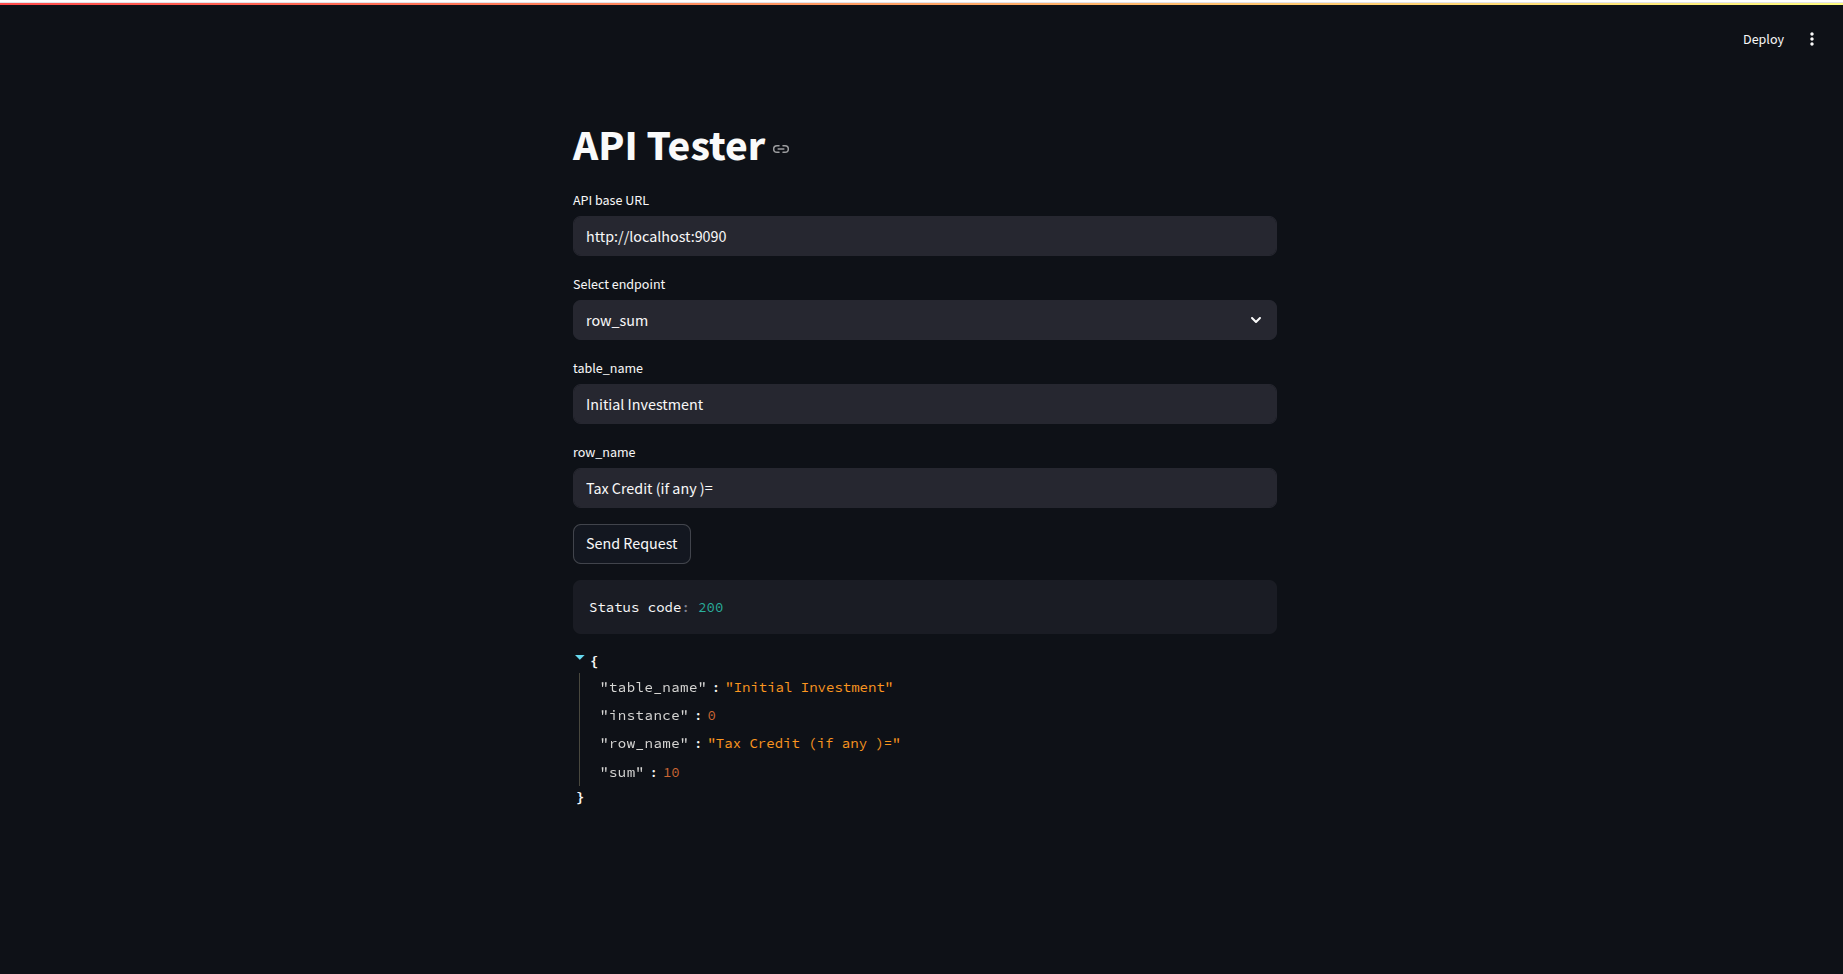 Deploy
API Tester
API base URL
http://localhost:9090
Select endpoint
row_sum
table_name
Initial Investment
row_name
Tax Credit (if any )=
Send Request
Status code: 200
{
"table_name" : "Initial Investment"
"instance" : 0
"row_name" : "Tax Credit (if any )="
"sum" : 10
}